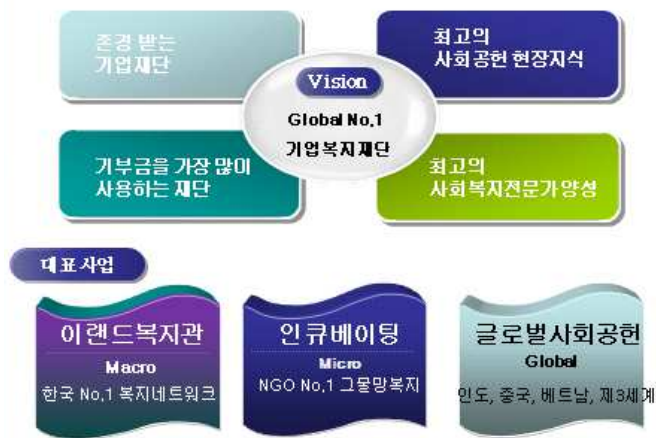 존경 받는
기업재단
최고의
사회공헌 현장지식
Vision
Global No.1
기업복지재단
기부금을 가장 많이
사용하는 재단
최고의
사회복지전문가 양성
대표사업
이랜드복지관
Macro
한국 No.1 복지네트워크
인큐베이팅
Micro
NGO No.1 그물망복지
글로벌사회공헌
Global
인도, 중국, 베트남, 제3세계